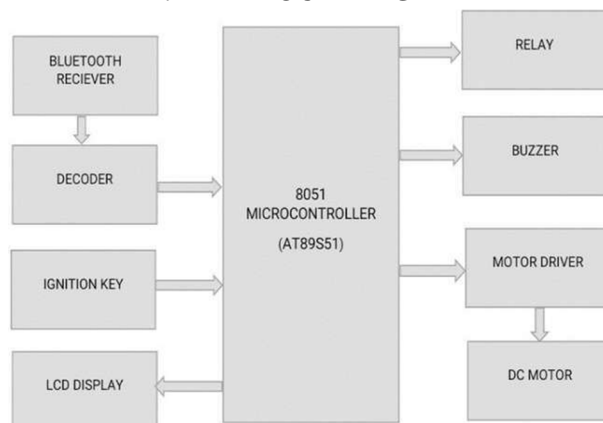 BLUETOOTH
RECIEVER
DECODER
IGNITION KEY
LCD DISPLAY
8051
MICROCONTROLLER
(AT89S51)
RELAY
BUZZER
MOTOR DRIVER
DC MOTOR